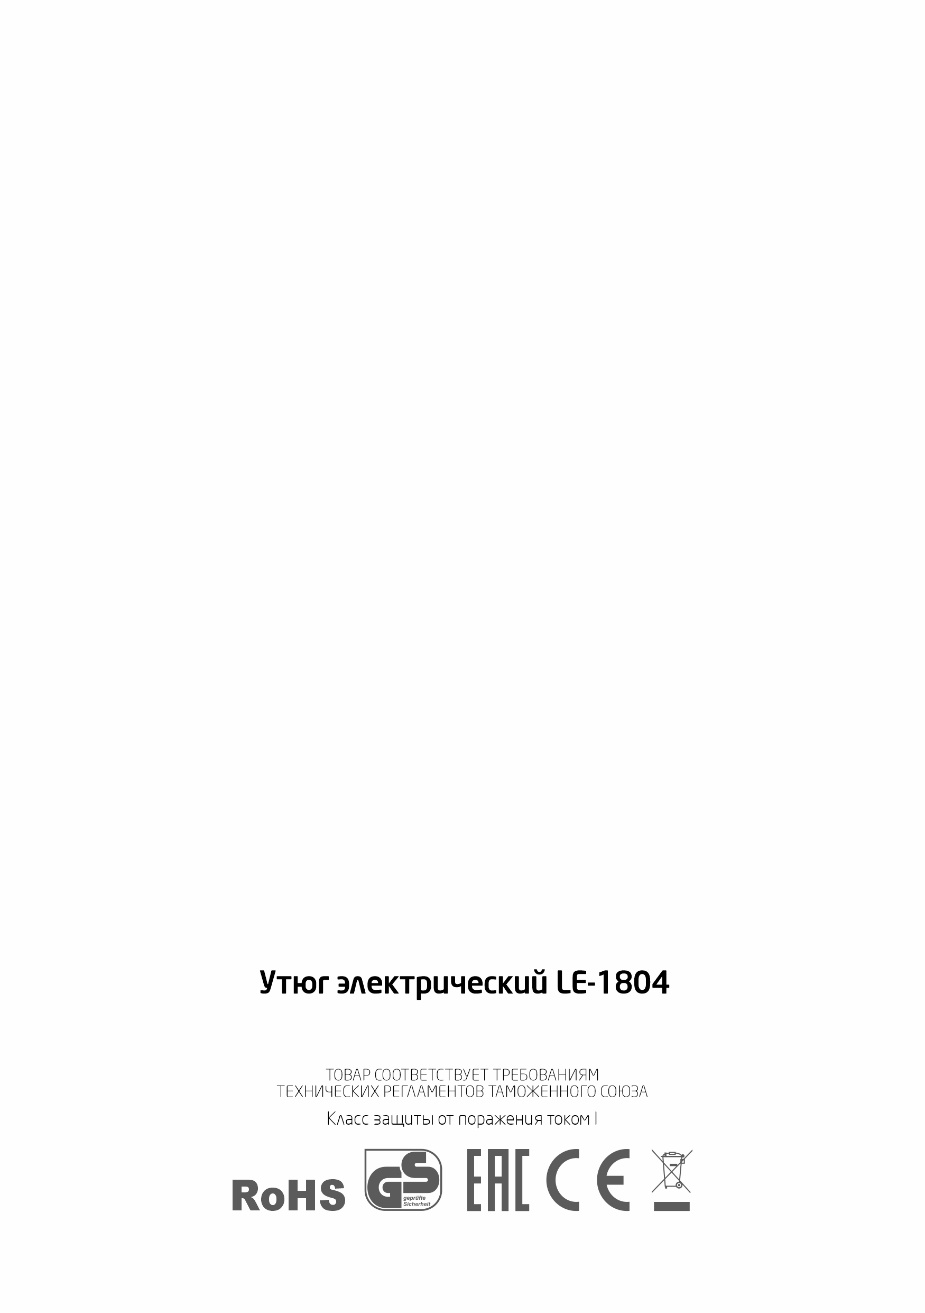 Утюг электрический LE-1804
ТОВАР СООТВЕТСТВУЕТ ТРЕБОВАНИЯМ
ТЕХНИЧЕСКИХ РЕГЛАМЕНТОВ ТАМОЖЕННОГО СОЮЗА
Класс защиты от поражения током I
RoHS GS geprüfte Sicherheit EAC CE